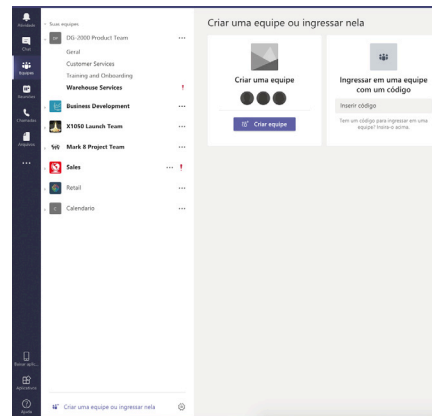 Chat
Equipes
Reuniões
Chamadas
Arquivos
Baixar aplic...
Aplicativos
Ajuda
Suas equipes
DG-2000 Product Team
Geral
Customer Services
Training and Onboarding
Warehouse Services
Business Development
X1050 Launch Team
Mark 8 Project Team
Sales
Retail
Calendario
Criar uma equipe ou ingressar nela
Criar uma equipe ou ingressar nela
Criar uma equipe
Criar equipe
Ingressar em uma equipe
com um código
Inserir código
Tem um código para ingressar em uma
equipe? Insira-o acima.